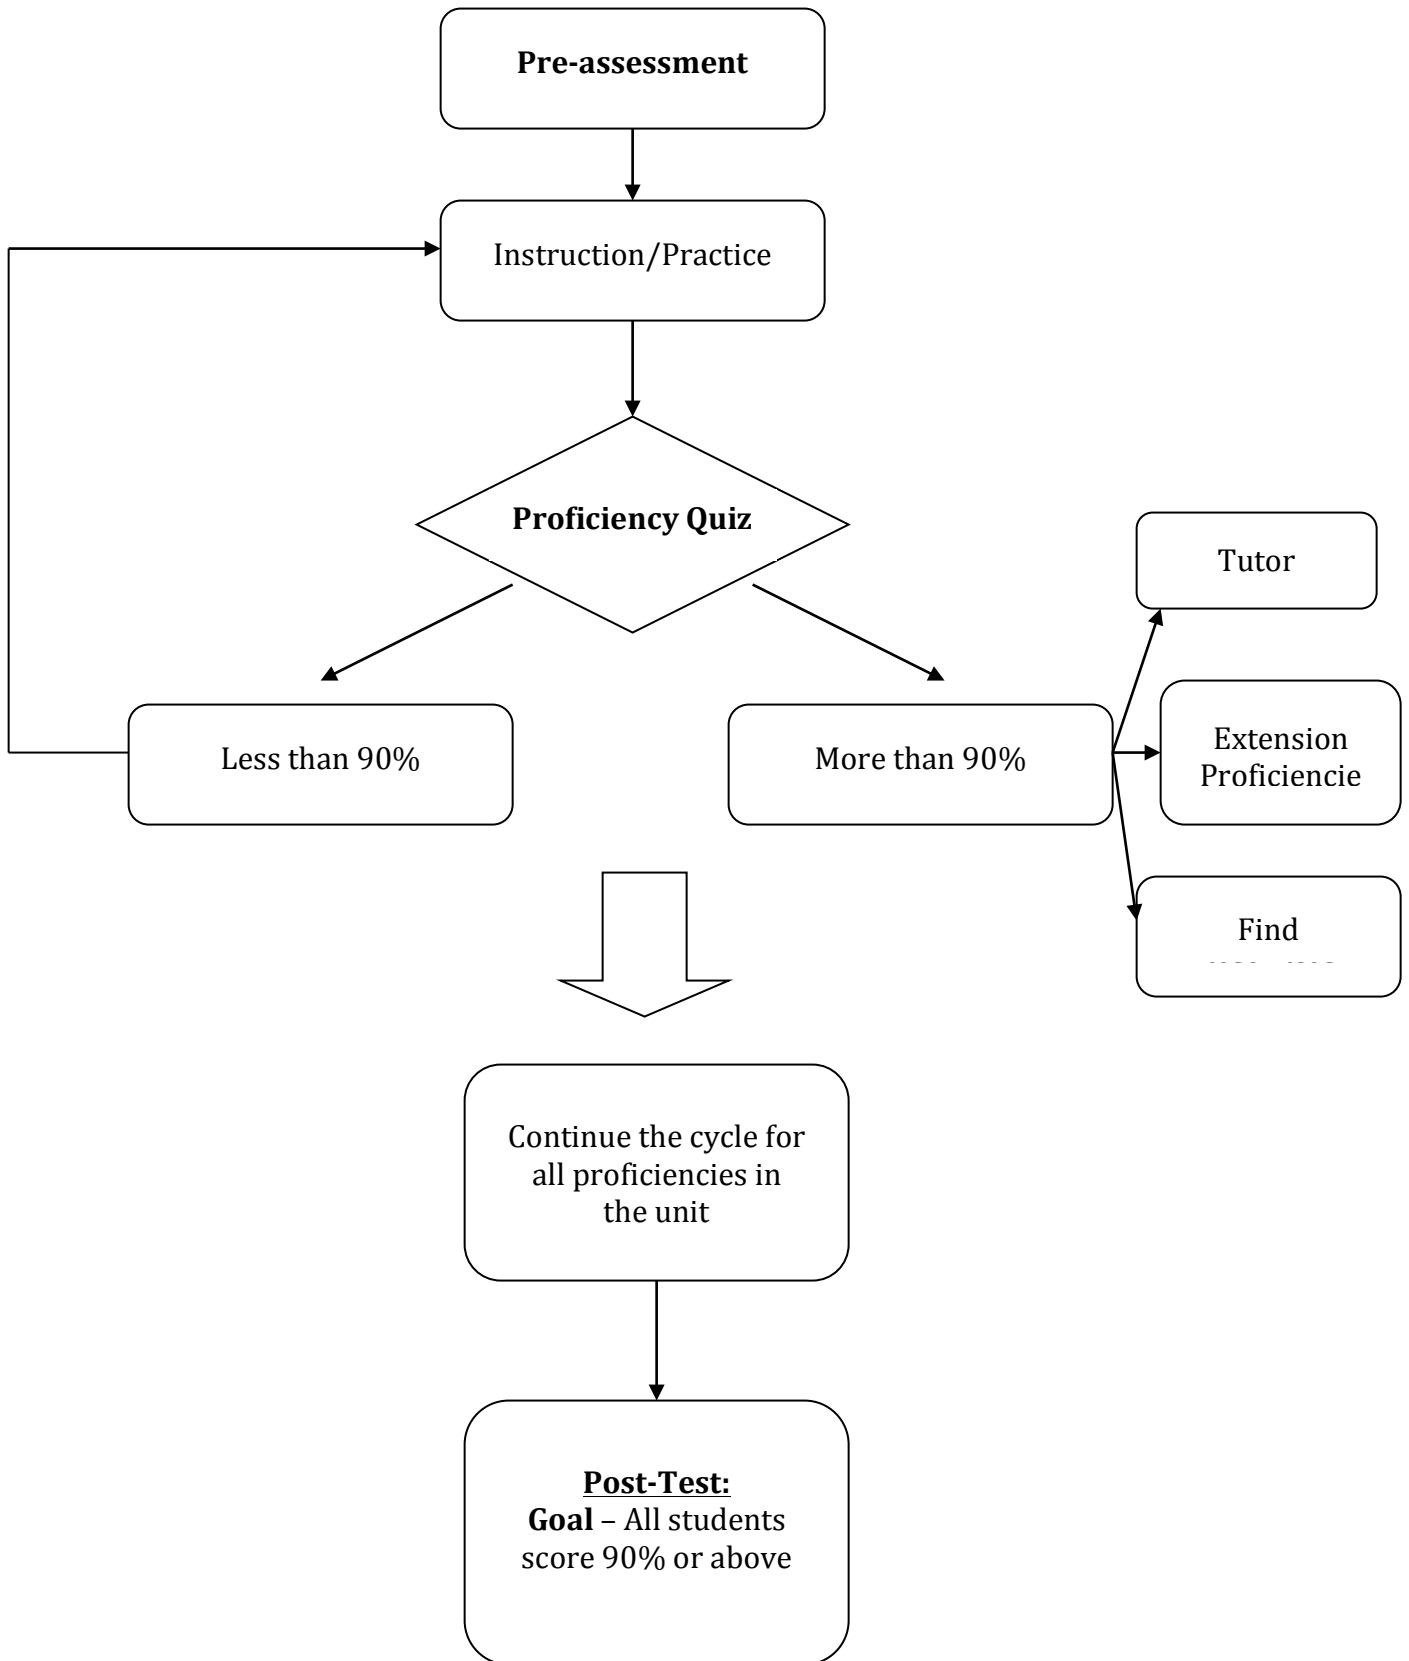 Pre-assessment
Instruction/Practice
Proficiency Quiz
Tutor
Less than 90%
More than 90%
Extension
Proficiencie
Find
Continue the cycle for
all proficiencies in
the unit
Post-Test:
Goal – All students
score 90% or above